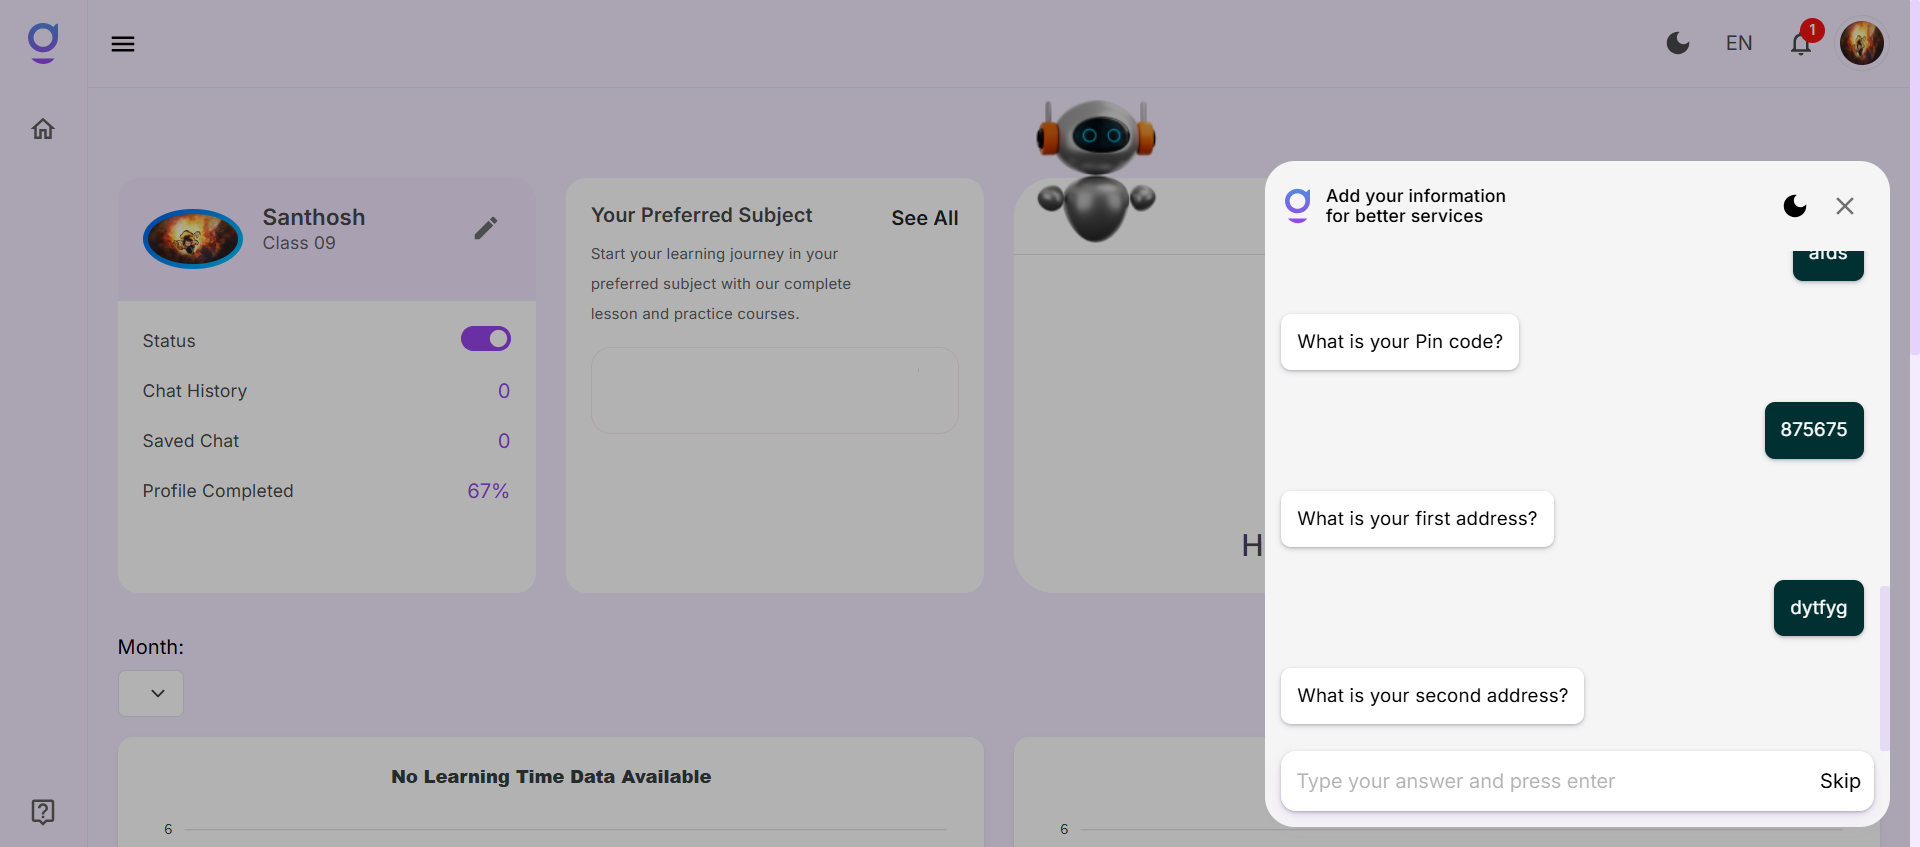 EN
1
Santhosh
Class 09
Status
Chat History
0
Saved Chat
0
Profile Completed
67%
Your Preferred Subject
See All
Start your learning journey in your
preferred subject with our complete
lesson and practice courses.
H
Month:
No Learning Time Data Available
6
6
Add your information
for better services
What is your Pin code?
875675
What is your first address?
dytfyg
What is your second address?
Type your answer and press enter
Skip